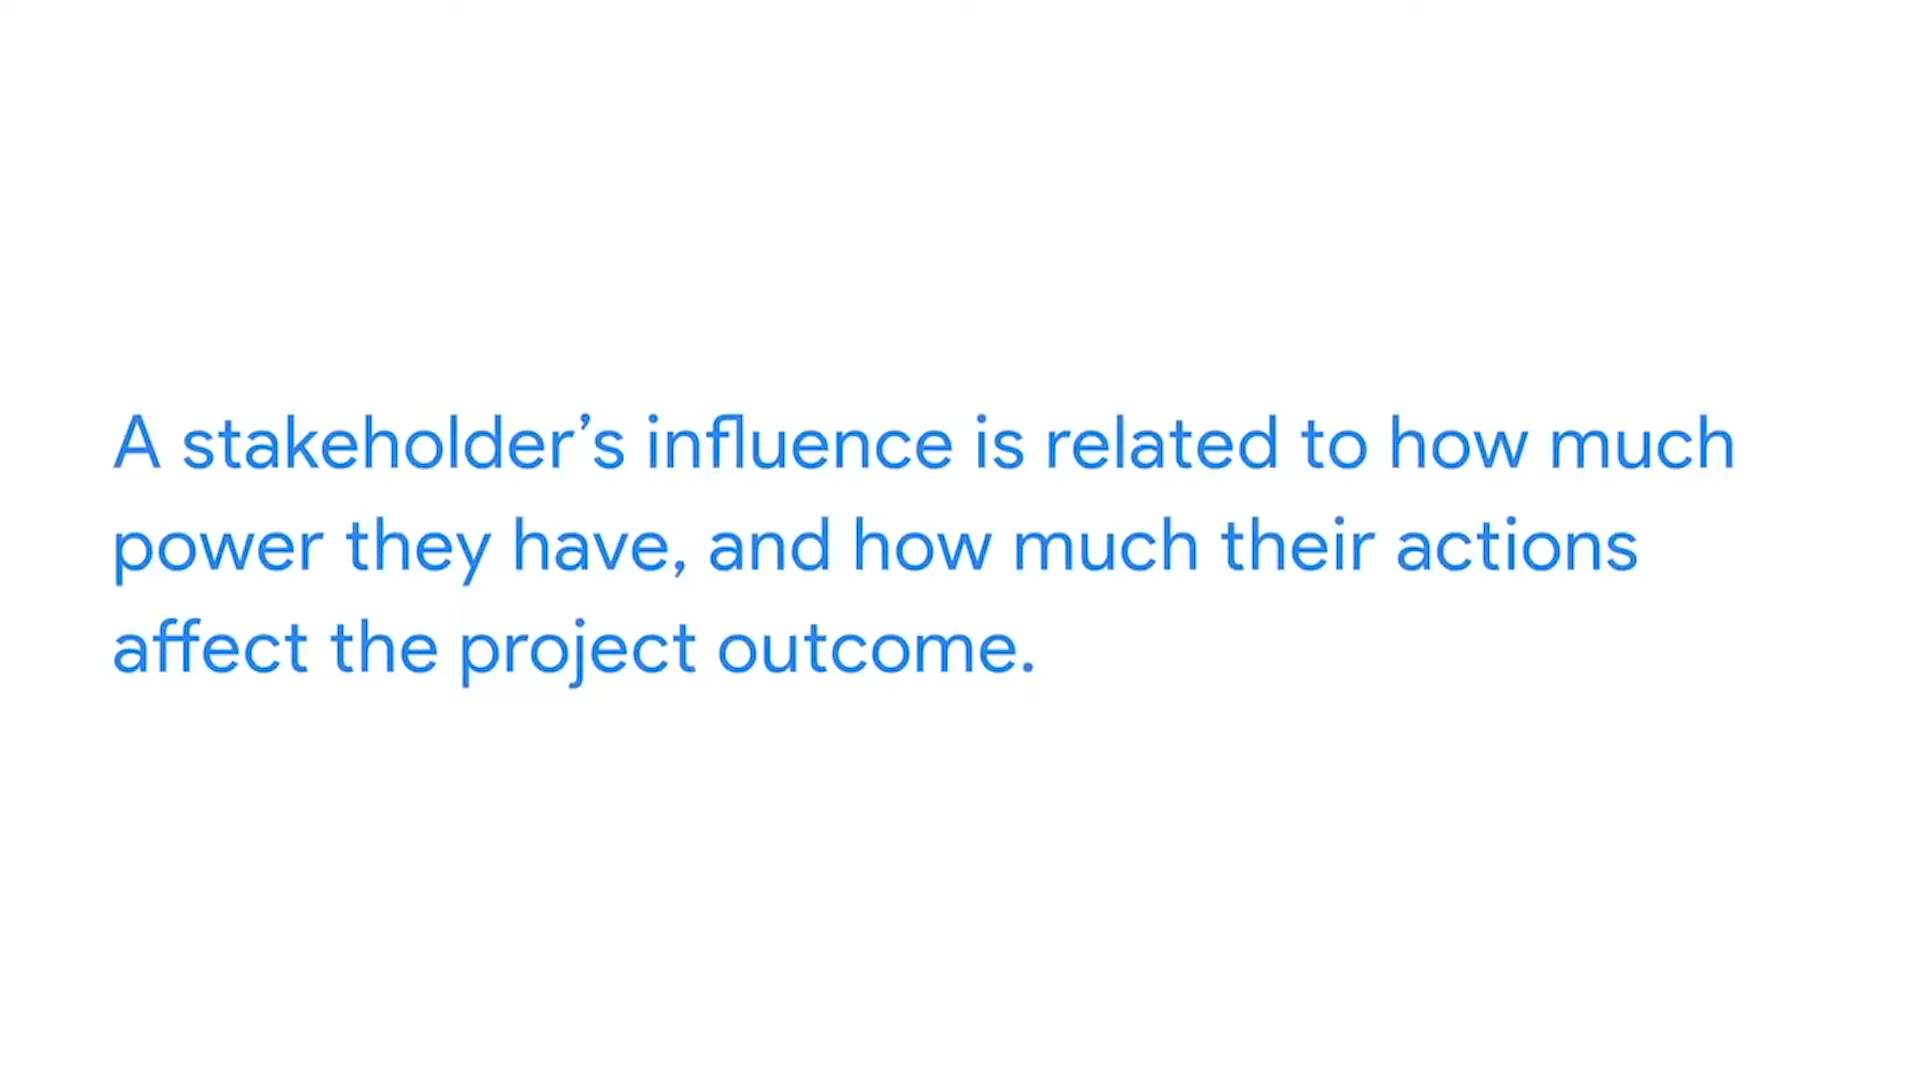 A stakeholder’s influence is related to how much
power they have, and how much their actions
affect the project outcome.